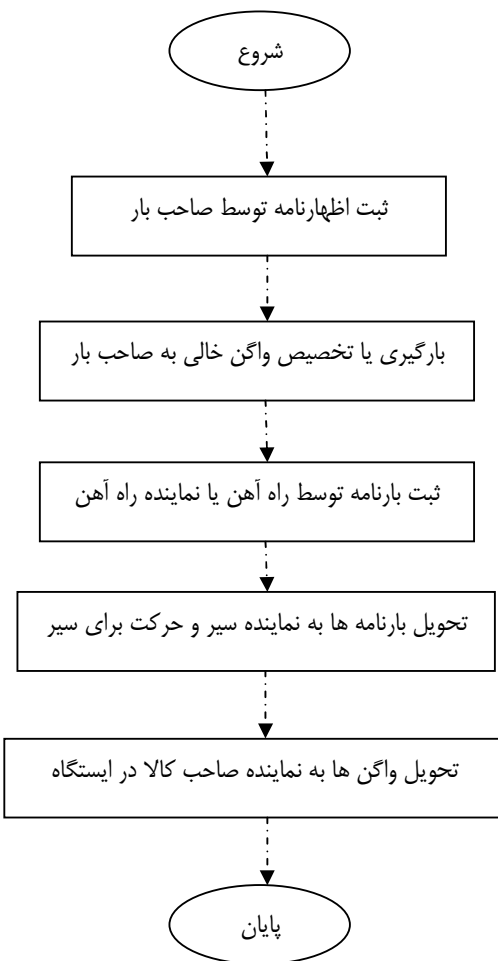 شروع
ثبت اظهارنامه توسط صاحب بار
بارگیری یا تخصیص واگن خالی به صاحب بار
ثبت بارنامه توسط راه آهن یا نماینده راه آهن
تحویل بارنامه ها به نماینده سیر و حرکت برای سیر
تحویل واگن ها به نماینده صاحب کالا در ایستگاه
پایان